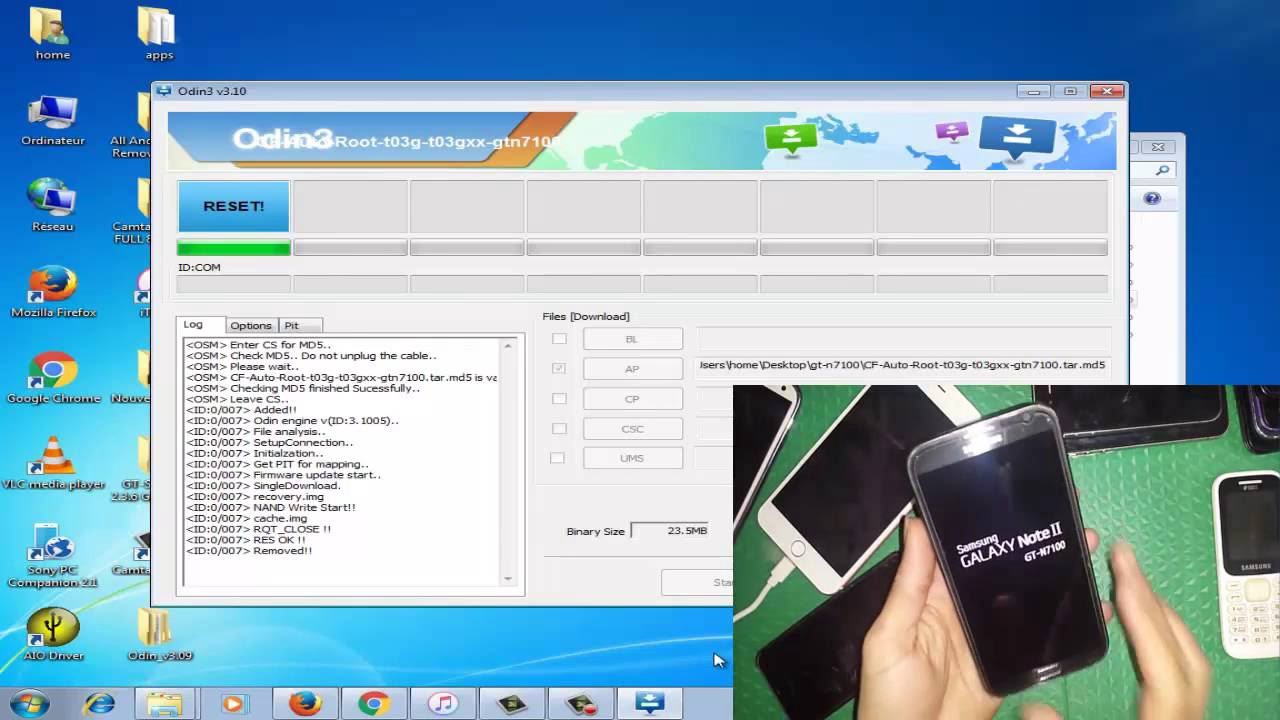 home
apps
Ordinateur
All And
Remov
Réseau
Camta
FULL 8
Mozilla Firefox
iT
Google Chrome
Nouve
VLC media player
GT-S
2.3.6 G
Sony PC
Companion 2.1
Camta
AIO Driver
Odin_v3.09
Odin3 v3.10
Odin3
CF-Auto-Root-t03g-t03gxx-gtn7100
RESET!
ID:COM
Log
Options
Pit
<OSM> Enter CS for MD5..
<OSM> Check MD5.. Do not unplug the cable..
<OSM> Please wait..
<OSM> CF-Auto-Root-t03g-t03gxx-gtn7100.tar.md5 is va
<OSM> Checking MD5 finished Sucessfully..
<OSM> Leave CS..
<ID:0/007> Added!!
<ID:0/007> Odin engine v(ID:3.1005)..
<ID:0/007> File analysis..
<ID:0/007> SetupConnection..
<ID:0/007> Initialzation..
<ID:0/007> Get PIT for mapping..
<ID:0/007> Firmware update start..
<ID:0/007> SingleDownload.
<ID:0/007> recovery.img
<ID:0/007> NAND Write Start!!
<ID:0/007> cache.img
<ID:0/007> RQT_CLOSE !!
<ID:0/007> RES OK !!
<ID:0/007> Removed!!
Files [Download]
BL
AP
Jsers\home\Desktop\gt-n7100\CF-Auto-Root-t03g-t03gxx-gtn7100.tar.md5
CP
CSC
UMS
Binary Size
23.5MB
Sta
Samsung
GALAXY Note II
GT-N7100
SAMSUNG